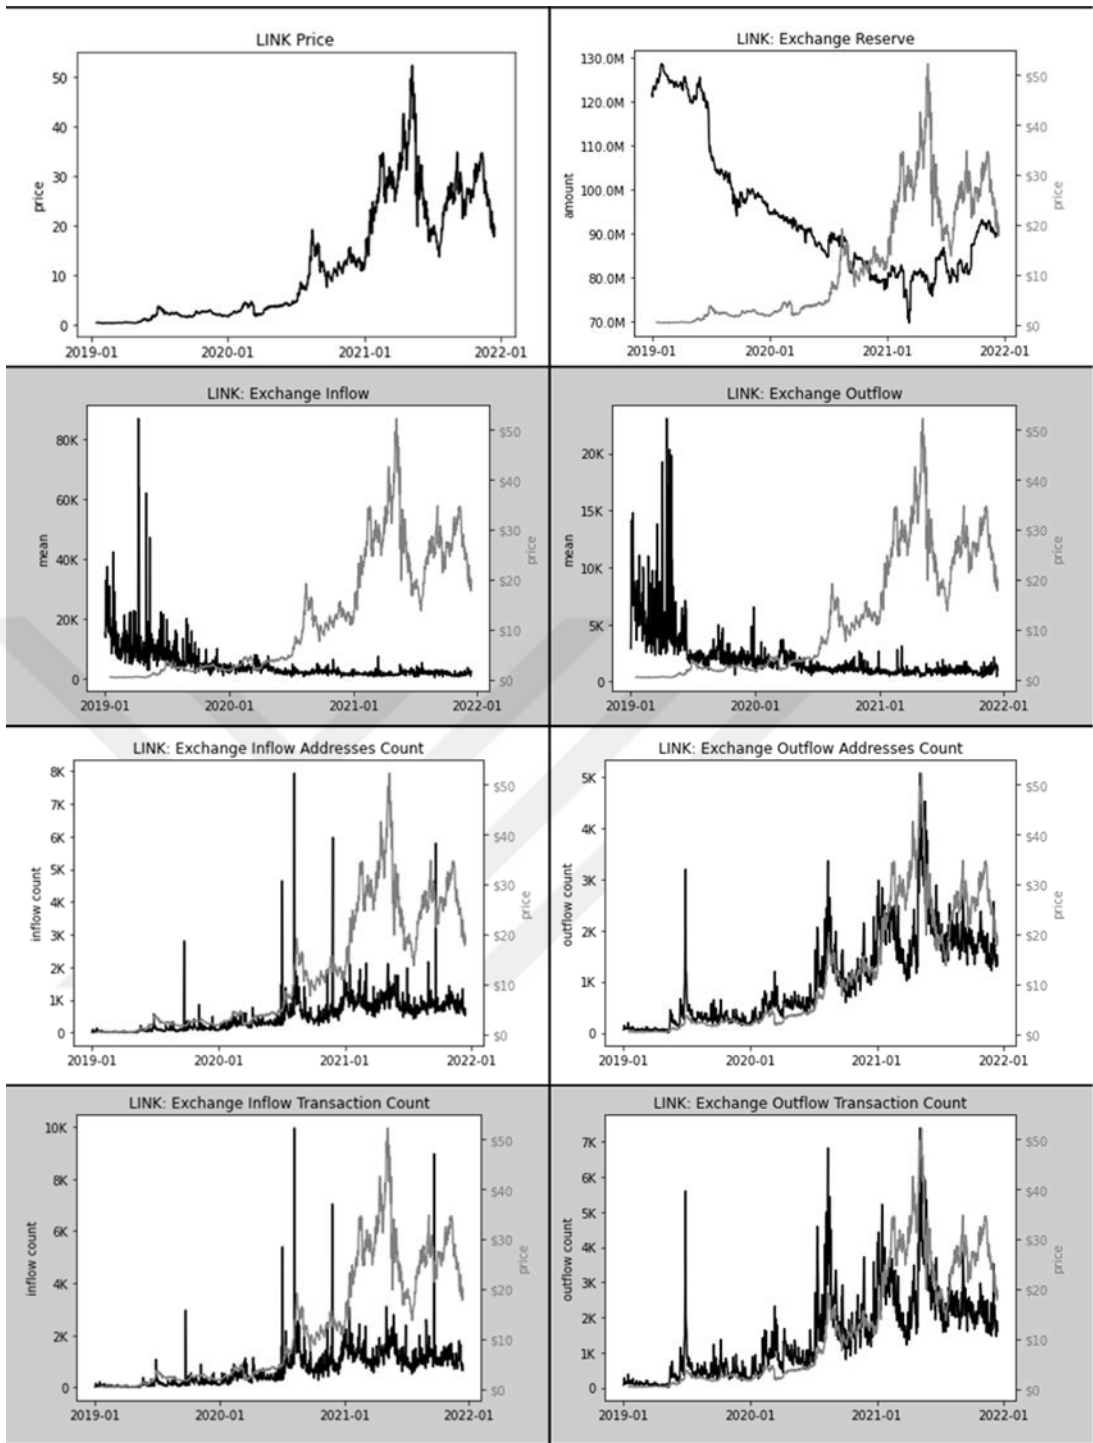 LINK Price
50
40
30
20
10
0
price
2019-01 2020-01 2021-01 2022-01
LINK: Exchange Reserve
130.0M
120.0M
110.0M
100.0M
90.0M
80.0M
70.0M
amount
$50
$40
$30
$20
$10
$0
price
2019-01 2020-01 2021-01 2022-01
LINK: Exchange Inflow
80K
60K
40K
20K
0
mean
$50
$40
$30
$20
$10
$0
price
2019-01 2020-01 2021-01 2022-01
LINK: Exchange Outflow
20K
15K
10K
5K
0
mean
$50
$40
$30
$20
$10
$0
price
2019-01 2020-01 2021-01 2022-01
LINK: Exchange Inflow Addresses Count
8K
7K
6K
5K
4K
3K
2K
1K
0
inflow count
$50
$40
$30
$20
$10
$0
price
2019-01 2020-01 2021-01 2022-01
LINK: Exchange Outflow Addresses Count
5K
4K
3K
2K
1K
0
outflow count
$50
$40
$30
$20
$10
$0
price
2019-01 2020-01 2021-01 2022-01
LINK: Exchange Inflow Transaction Count
10K
8K
6K
4K
2K
0
inflow count
$50
$40
$30
$20
$10
$0
price
2019-01 2020-01 2021-01 2022-01
LINK: Exchange Outflow Transaction Count
7K
6K
5K
4K
3K
2K
1K
0
outflow count
$50
$40
$30
$20
$10
$0
price
2019-01 2020-01 2021-01 2022-01